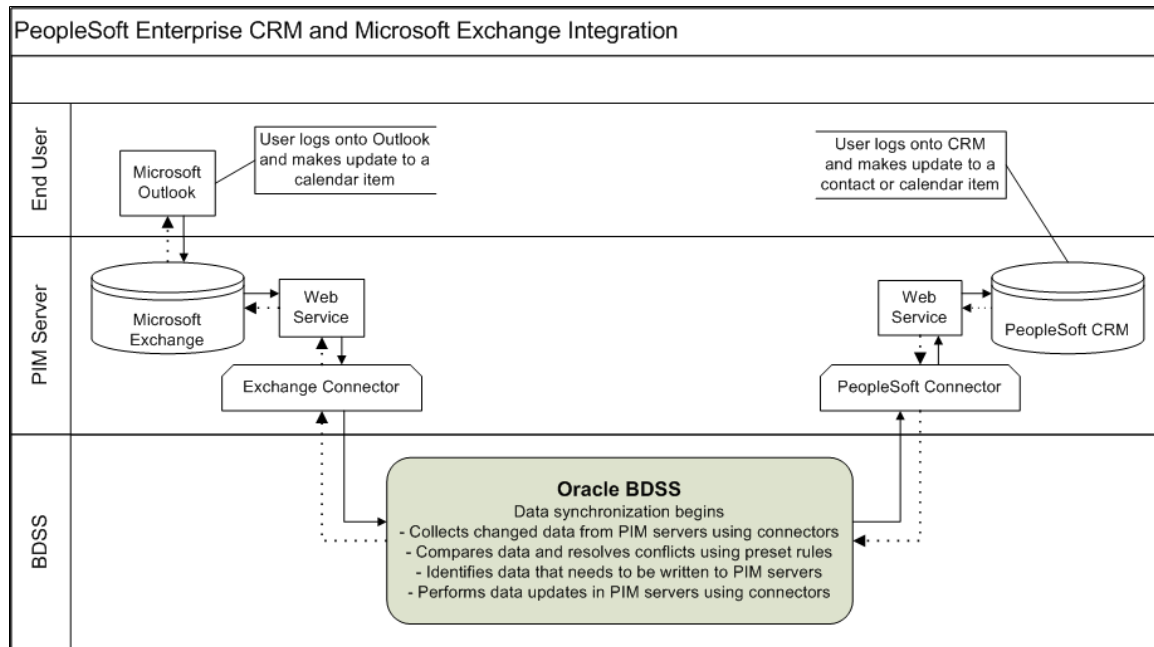 PeopleSoft Enterprise CRM and Microsoft Exchange Integration
End User
Microsoft
Outlook
User logs onto Outlook
and makes update to a
calendar item
User logs onto CRM
and makes update to a
contact or calendar item
PIM Server
Microsoft
Exchange
Web
Service
Exchange Connector
Web
Service
PeopleSoft CRM
PeopleSoft Connector
BDSS
Oracle BDSS
Data synchronization begins
- Collects changed data from PIM servers using connectors
- Compares data and resolves conflicts using preset rules
- Identifies data that needs to be written to PIM servers
- Performs data updates in PIM servers using connectors